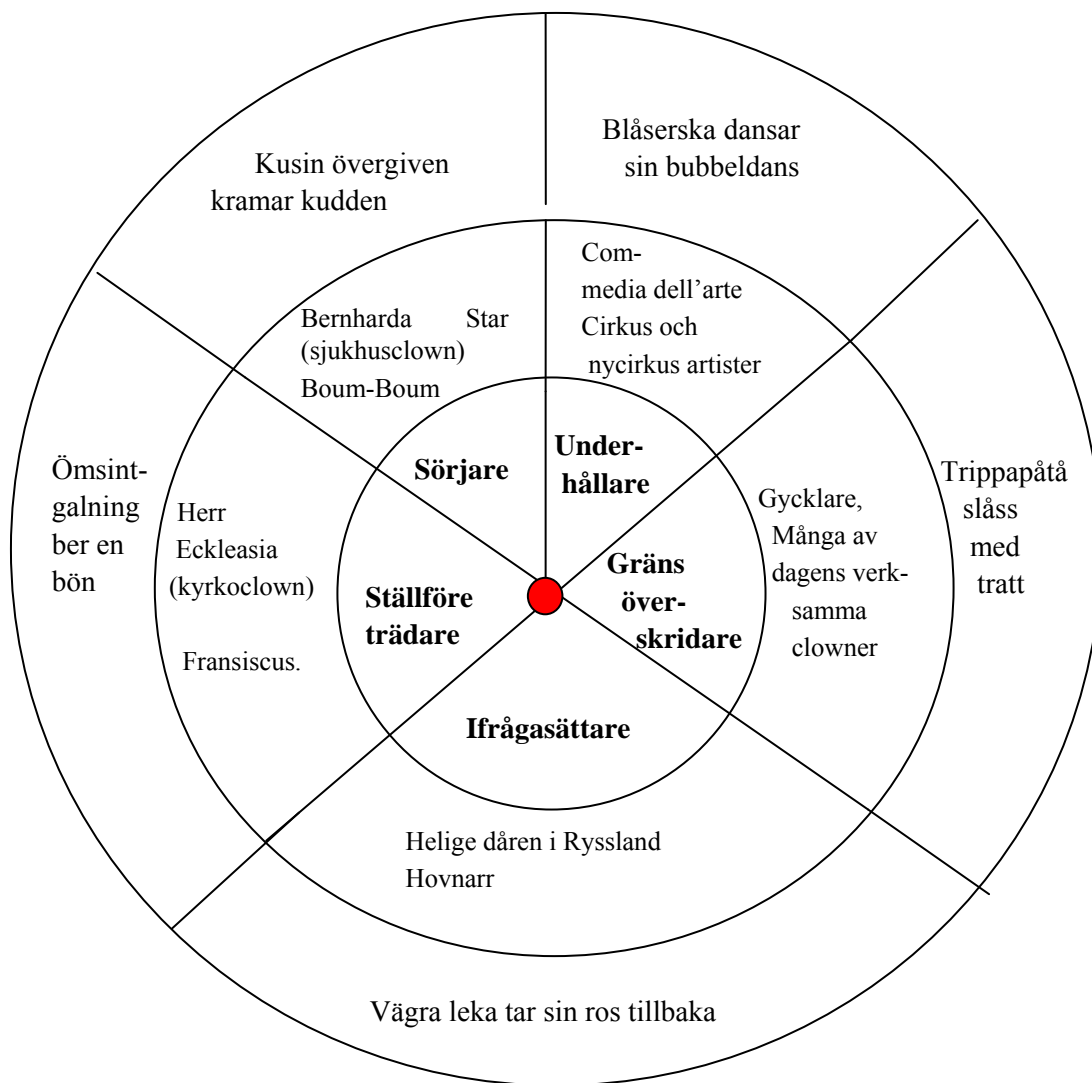 Kusin övergiven
kramar kudden
Blåserska dansar
sin bubbeldans
Bernharda Star
(sjukhusclown)
Boum-Boum
Com-
media dell’arte
Cirkus och
nycirkus artister
Sörjare
Under-
hållare
Ömsint-
galning
ber en
bön
Herr
Eckleasia
(kyrkoclown)
Fransiscus.
Ställföre
trädare
Gräns
över-
skridare
Gycklare,
Många av
dagens verk-
samma
clowner
Trippapåtå
slåss
med
tratt
Ifrågasättare
Helige dåren i Ryssland
Hovnarr
Vägra leka tar sin ros tillbaka